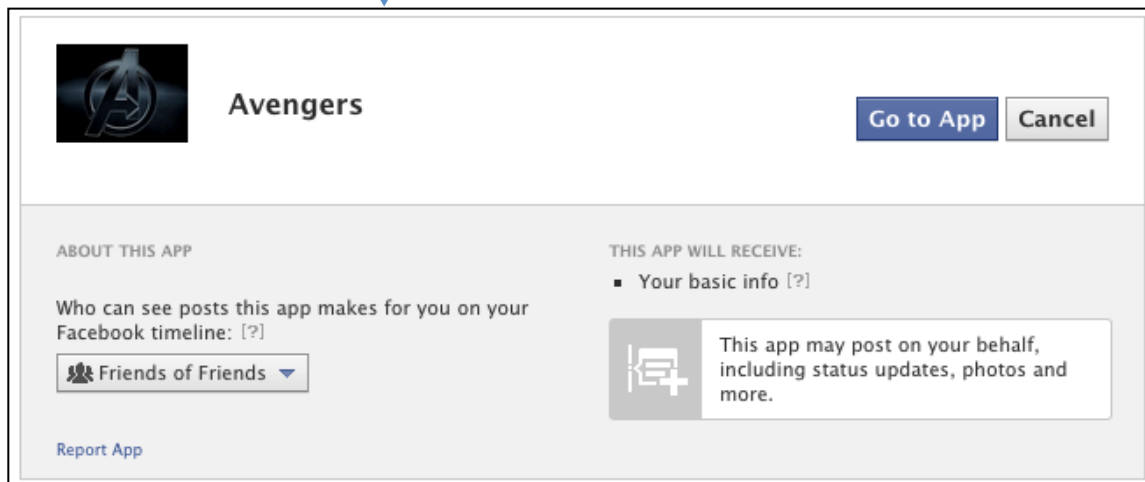 Avengers
Go to App
Cancel
ABOUT THIS APP
Who can see posts this app makes for you on your
Facebook timeline: [?]
Friends of Friends
Report App
THIS APP WILL RECEIVE:
▪ Your basic info [?]
This app may post on your behalf,
including status updates, photos and
more.